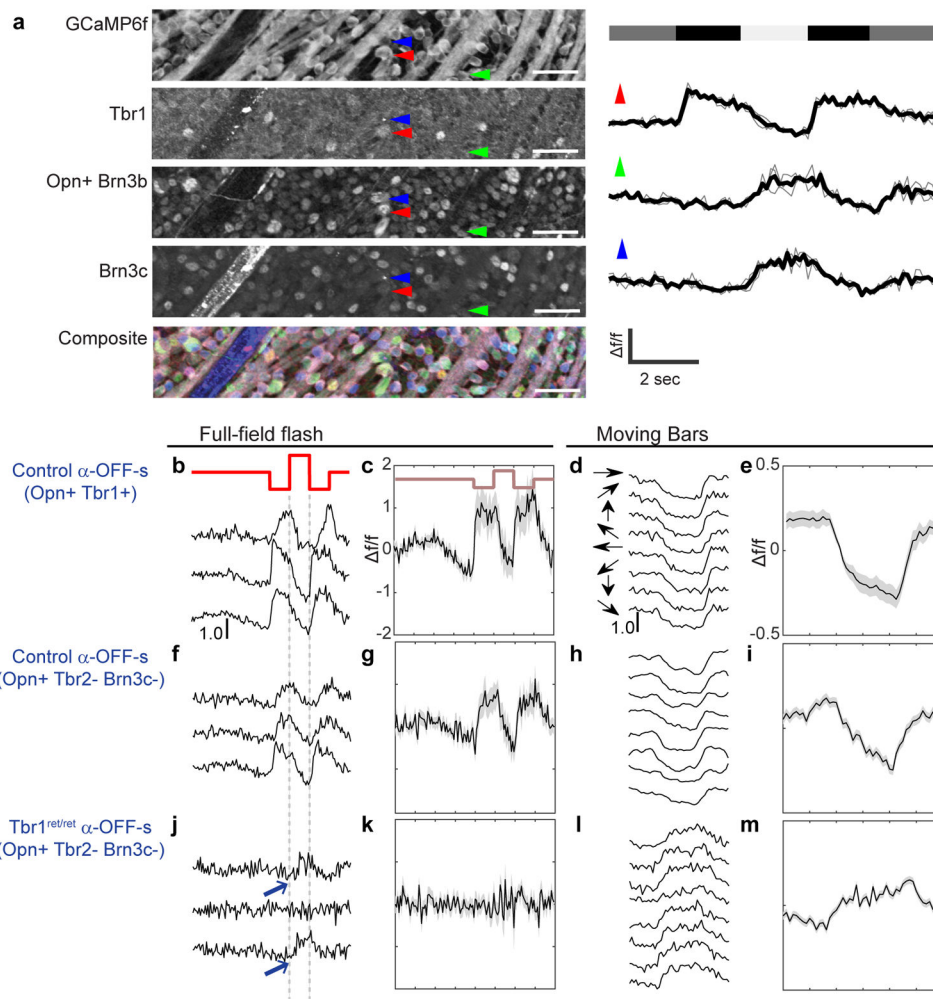 a
GCaMP6f
Tbr1
Opn+ Brn3b
Brn3c
Composite
Δf/f
2 sec
Full-field flash
Moving Bars
Control α-OFF-s
(Opn+ Tbr1+)
b
c
d
e
2
1
0
-1
-2
Δf/f
0.5
0.0
-0.5
Δf/f
1.0
1.0
Control α-OFF-s
(Opn+ Tbr2- Brn3c-)
f
g
h
i
Tbr1ret/ret α-OFF-s
(Opn+ Tbr2- Brn3c-)
j
k
l
m